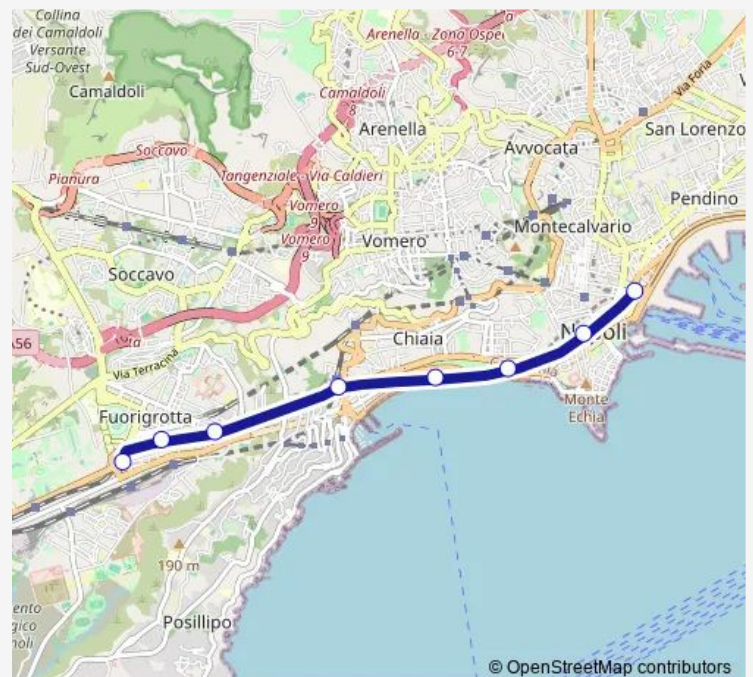 Collina
dei Camaldoli
Versante
Sud-Ovest
Camaldoli
Arenella - Zona Ospe
6-7
Camaldoli
8
Arenella
Via Foria
San Lorenzo
Avvocata
Soccavo
Pianura
Tangenziale - Via Caldieri
Vomero
9
Vomero
9
Vomero
Pendino
Montecalvario
Soccavo
A56
Via Terracina
Chiaia
Fuorigrotta
Monte
Echia
190 m
Posillipo
© OpenStreetMap contributors